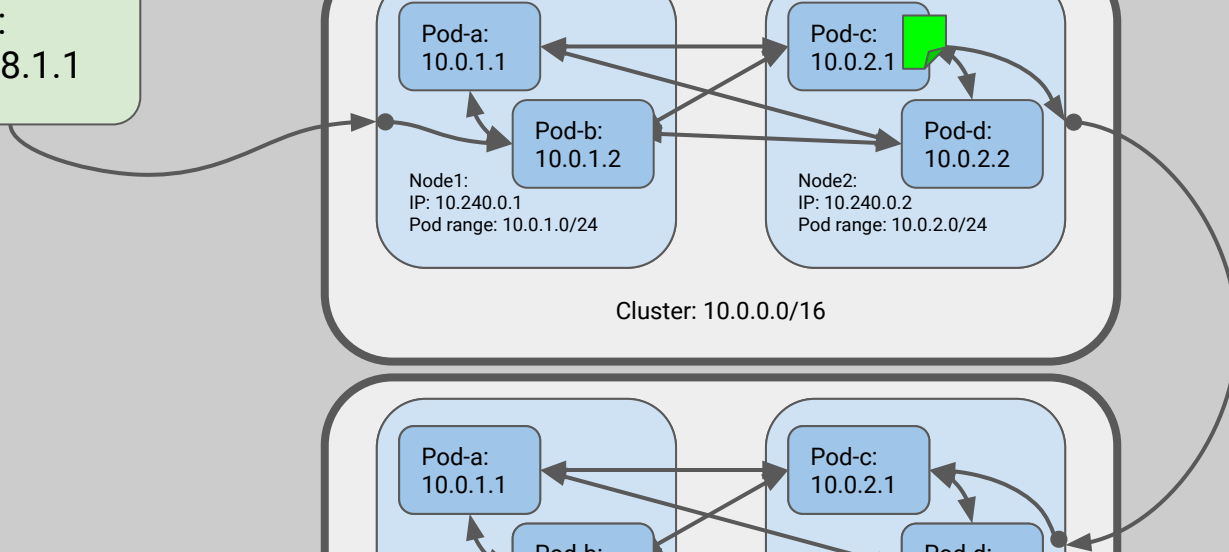 :
8.1.1
Pod-a:
10.0.1.1
Pod-b:
10.0.1.2
Node1:
IP: 10.240.0.1
Pod range: 10.0.1.0/24
Pod-c:
10.0.2.1
Pod-d:
10.0.2.2
Node2:
IP: 10.240.0.2
Pod range: 10.0.2.0/24
Cluster: 10.0.0.0/16
Pod-a:
10.0.1.1
Pod-b:
Pod-c:
10.0.2.1
Pod-d: